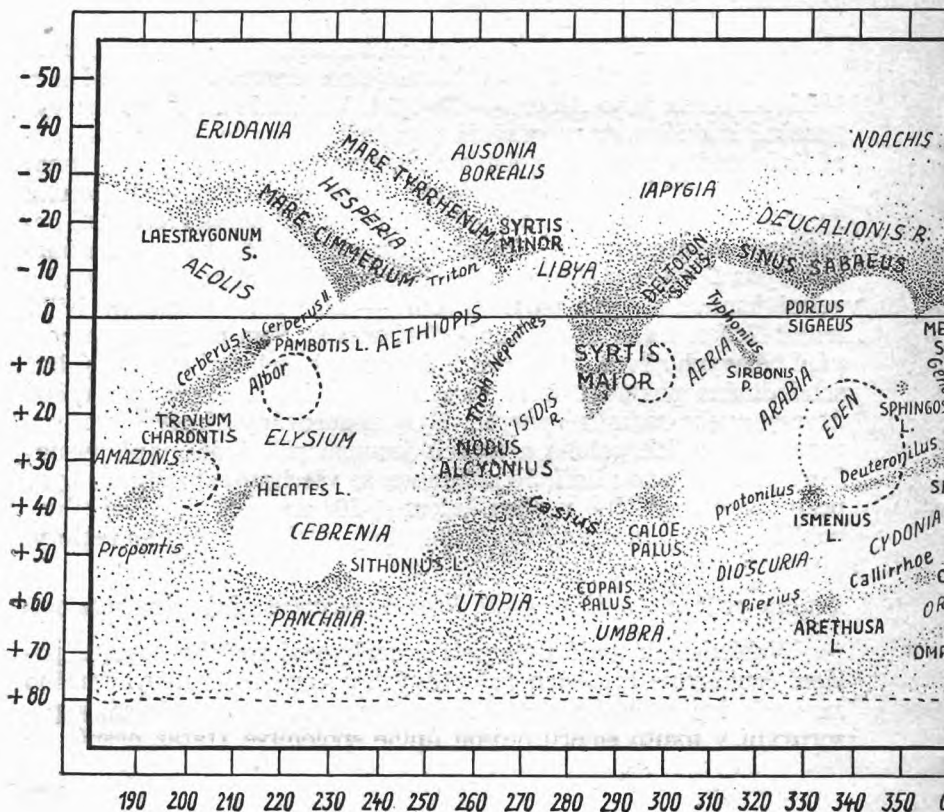 -50
-40
-30
-20
-10
0
+10
+20
+30
+40
+50
+60
+70
+80
ERIDANIA
NOACHIS
MARE TYRRHENUM
AUSONIA
BOREALIS
HESPERIA
IAPYGIA
MARE CIMMERIUM
SYRTIS
MINOR
DEUCALIONIS R.
LAESTRYGONUM
S.
AEOLIS
Triton
LIBYA
DELTOTON
SINUS
SINUS SABAEUS
PORTUS
SIGAEUS
Cerberus I.
Cerberus II.
PAMBOTIS L.
AETHIOPIS
Typhonius
Albor
Thoth-Nepenthes
SYRTIS
MAIOR
AERIA
SIRBONIS
P.
ARABIA
EDEN
SPHINGOS
L.
TRIVIUM
CHARONTIS
ELYSIUM
ISIDIS
R.
AMAZONIS
NODUS
ALCYONIUS
Deuteronilus
HECATES L.
Casius
Protonilus
ISMENIUS
L.
CEBRENIA
CALOE
PALUS
CYDONIA
Propontis
SITHONIUS L.
DIOSCURIA
Callirrhoe
PANCHAIA
UTOPIA
COPAIS
PALUS
Pierius
UMBRA
ARETHUSA
L.
190 200 210 220 230 240 250 260 270 280 290 300 310 320 330 340 350